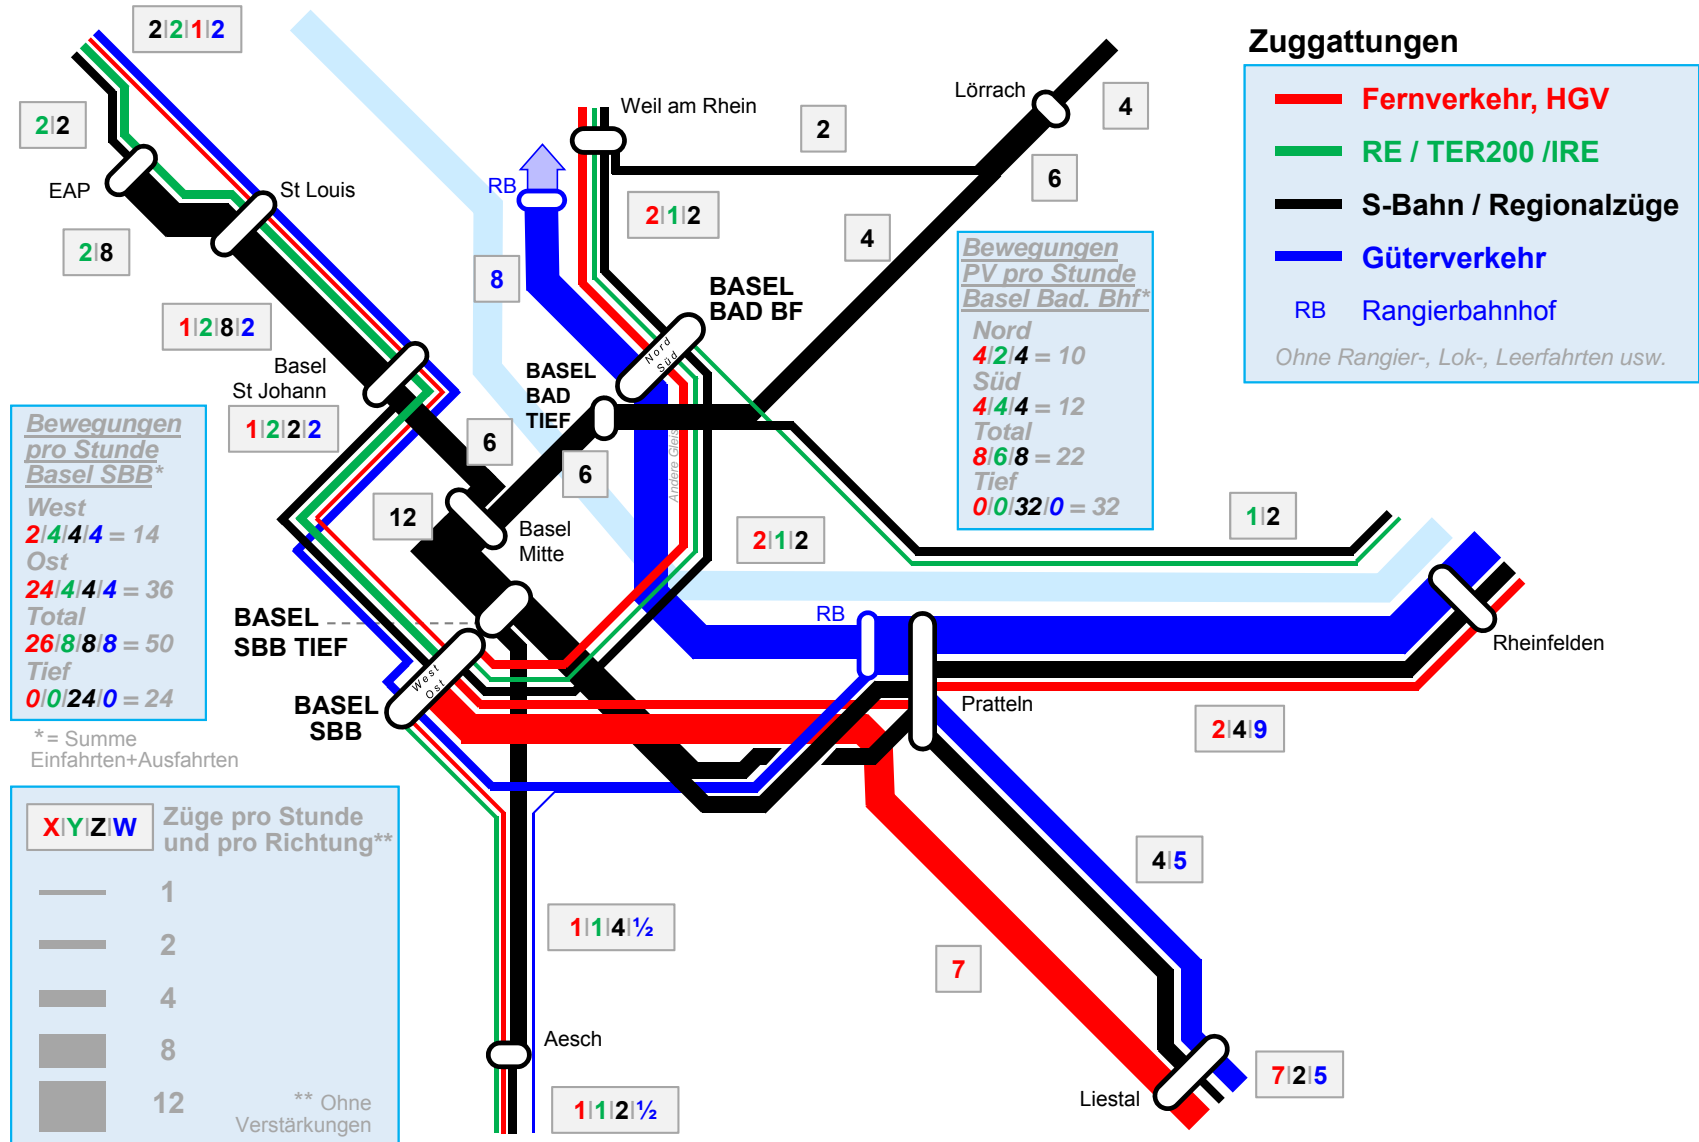 2|2|1|2
Zuggattungen
Fernverkehr, HGV
RE / TER200 /IRE
S-Bahn / Regionalzüge
Güterverkehr
RB Rangierbahnhof
Ohne Rangier-, Lok-, Leerfahrten usw.
Weil am Rhein
Lörrach
4
2
2|2
EAP
St Louis
RB
6
2|1|2
4
2|8
8
BASEL
BAD BF
Nord
Süd
Bewegungen
PV pro Stunde
Basel Bad. Bhf*
Nord
4/2/4 = 10
Süd
4/4/4 = 12
Total
8/6/8 = 22
Tief
0/0/32/0 = 32
1|2|8|2
Basel
St Johann
BASEL
BAD
TIEF
1|2|2|2
6
6
Andere Gleise
Bewegungen
pro Stunde
Basel SBB*
West
2/4/4/4 = 14
Ost
24/4/4/4 = 36
Total
26/8/8/8 = 50
Tief
0/0/24/0 = 24
*= Summe
Einfahrten+Ausfahrten
12
Basel
Mitte
2|1|2
1|2
BASEL
SBB TIEF
RB
Rheinfelden
West
Ost
BASEL
SBB
Pratteln
2|4|9
X|Y|Z|W
Züge pro Stunde
und pro Richtung**
1
2
4
8
12
** Ohne
Verstärkungen
4|5
1|1|4|½
7
Aesch
1|1|2|½
Liestal
7|2|5